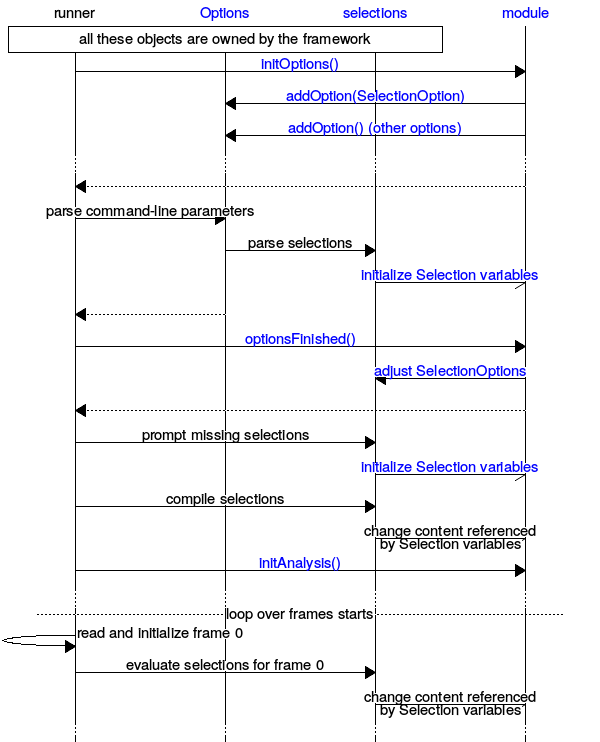 runner Options selections module
all these objects are owned by the framework
initOptions()
addOption(SelectionOption)
addOption() (other options)
parse command-line parameters
parse selections
initialize Selection variables
optionsFinished()
adjust SelectionOptions
prompt missing selections
initialize Selection variables
compile selections
change content referenced
by Selection variables
initAnalysis()
loop over frames starts
read and initialize frame 0
evaluate selections for frame 0
change content referenced
by Selection variables